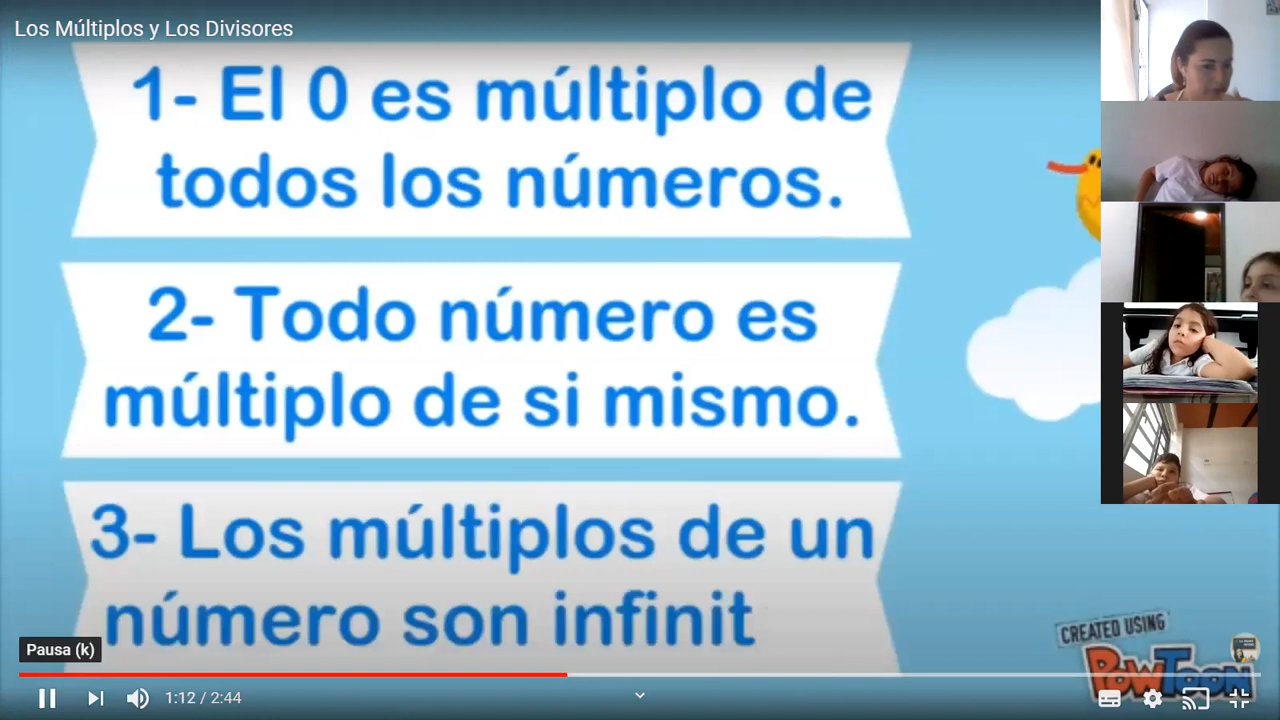 Los Múltiplos y Los Divisores
1- El 0 es múltiplo de
todos los números.
2- Todo número es
múltiplo de si mismo.
3- Los múltiplos de un
número son infinit
Pausa (k)
1:12 / 2:44
CREATED USING
PowToon